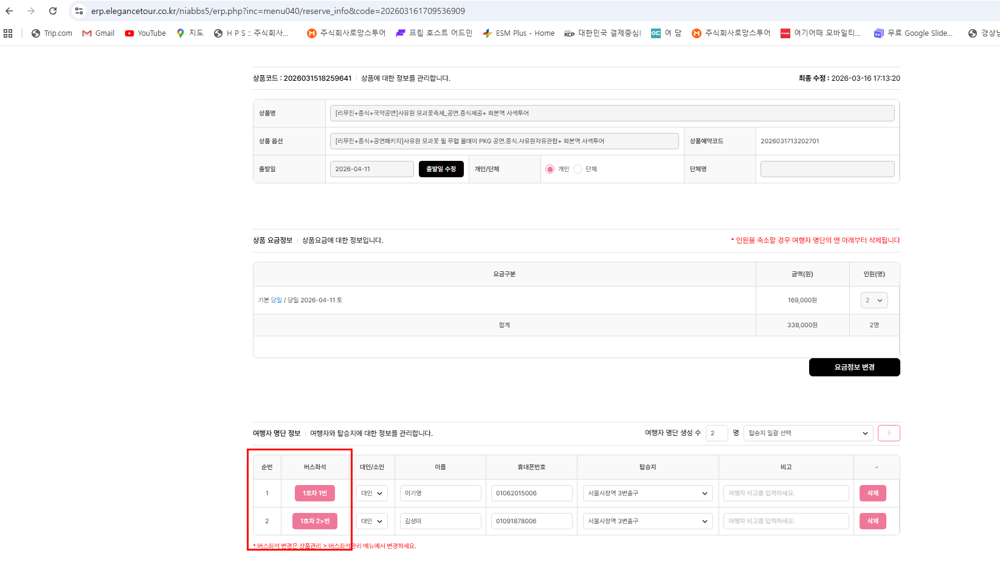 erp.elegancetour.co.kr/niabbs5/erp.php?inc=menu040/reserve_info&code=202603161709536909
Trip.com Gmail YouTube 지도 H P S :: 주식회사... 주식회사로망스투어 프립 호스트 어드민 ESM Plus - Home KCP 대한민국 결제중심! 여 담 주식회사로망스투어 여기어때 모바일티... 무료 Google Slide... 경상남
상품코드 : 2026031518259641 상품에 대한 정보를 관리합니다. 최종 수정 : 2026-03-16 17:13:20
상품명 [리무진+중식+국악공연]사유원 모과꽃축제_공연.중식제공+ 화본역 사색투어
상품 옵션 [리무진+중식+공연패키지]사유원 모과꽃 필 무렵 올데이 PKG 공연.중식.사유원자유관람+ 화본역 사색투어 상품예약코드 2026031713202701
출발일 2026-04-11 출발일 수정 개인/단체 개인 단체 단체명
상품 요금정보 상품요금에 대한 정보입니다. * 인원을 축소할 경우 여행자 명단의 맨 아래부터 삭제됩니다
요금구분 금액(원) 인원(명)
기본 당일 / 당일 2026-04-11 토 169,000원 2
합계 338,000원 2명
요금정보 변경
여행자 명단 정보 여행자와 탑승지에 대한 정보를 관리합니다. 여행자 명단 생성 수 2 명 탑승지 일괄 선택 +
순번 버스좌석 대인/소인 이름 휴대폰번호 탑승지 비고 -
1 1호차 1번 대인 이기영 01062015006 서울시청역 3번출구 여행자 비고를 입력하세요. 삭제
2 1호차 2>번 대인 김성미 01091878006 서울시청역 3번출구 여행자 비고를 입력하세요. 삭제
* 버스좌석 변경은 상품관리 > 버스좌석관리 메뉴에서 변경하세요.